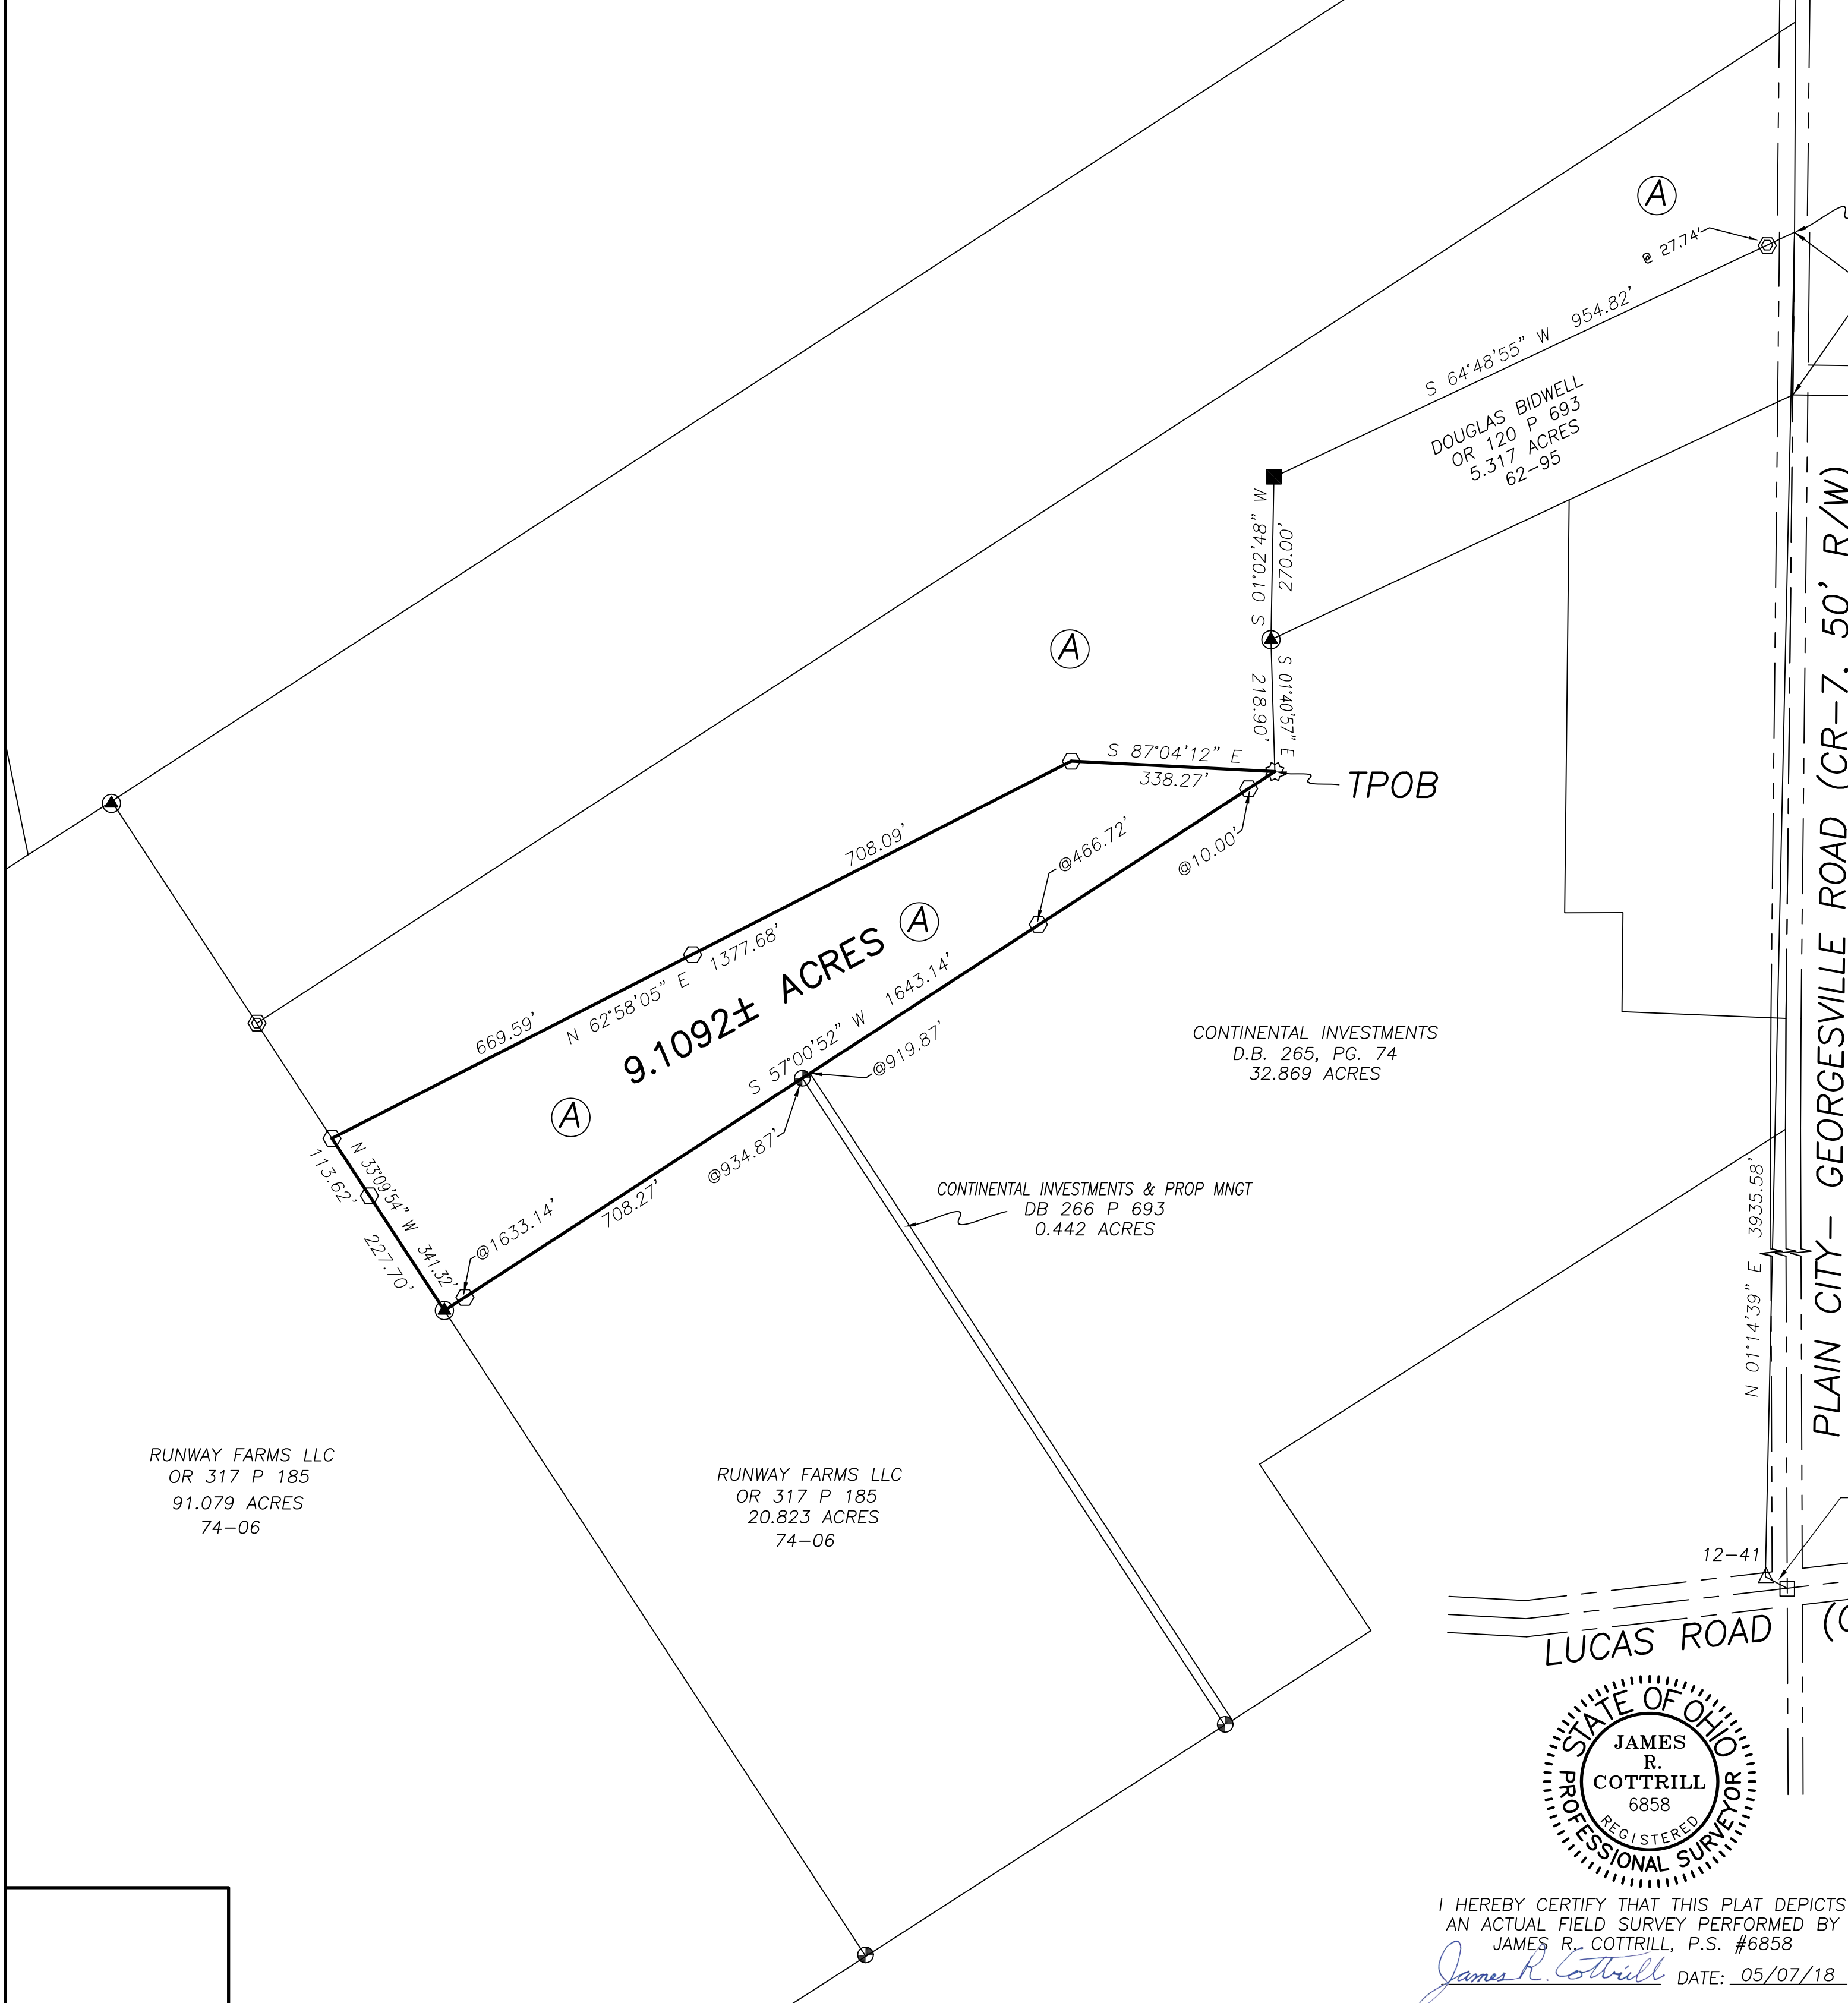 A
@ 27.74'
S 64°48'55" W 954.82'
DOUGLAS BIDWELL
OR 120 P 693
5.317 ACRES
62-95
S 01°02'48" W
270.00'
A
S 01°40'57" E
218.90'
S 87°04'12" E
338.27'
TPOB
PLAIN CITY- GEORGESVILLE ROAD (CR-7, 50' R/W)
708.09'
@466.72'
@10.00'
A
1377.68'
N 62°58'05" E
669.59'
9.1092± ACRES
S 57°00'52" W 1643.14'
@919.87'
CONTINENTAL INVESTMENTS
D.B. 265, PG. 74
32.869 ACRES
A
N 33°09'54" W 341.32'
113.62'
227.70'
@934.87'
708.27'
@1633.14'
CONTINENTAL INVESTMENTS & PROP MNGT
DB 266 P 693
0.442 ACRES
N 01°14'39" E 3935.58'
RUNWAY FARMS LLC
OR 317 P 185
91.079 ACRES
74-06
RUNWAY FARMS LLC
OR 317 P 185
20.823 ACRES
74-06
12-41
LUCAS ROAD (
STATE OF OHIO
JAMES
R.
COTTRILL
6858
REGISTERED
PROFESSIONAL SURVEYOR
I HEREBY CERTIFY THAT THIS PLAT DEPICTS
AN ACTUAL FIELD SURVEY PERFORMED BY
JAMES R. COTTRILL, P.S. #6858
James R. Cottrill DATE: 05/07/18